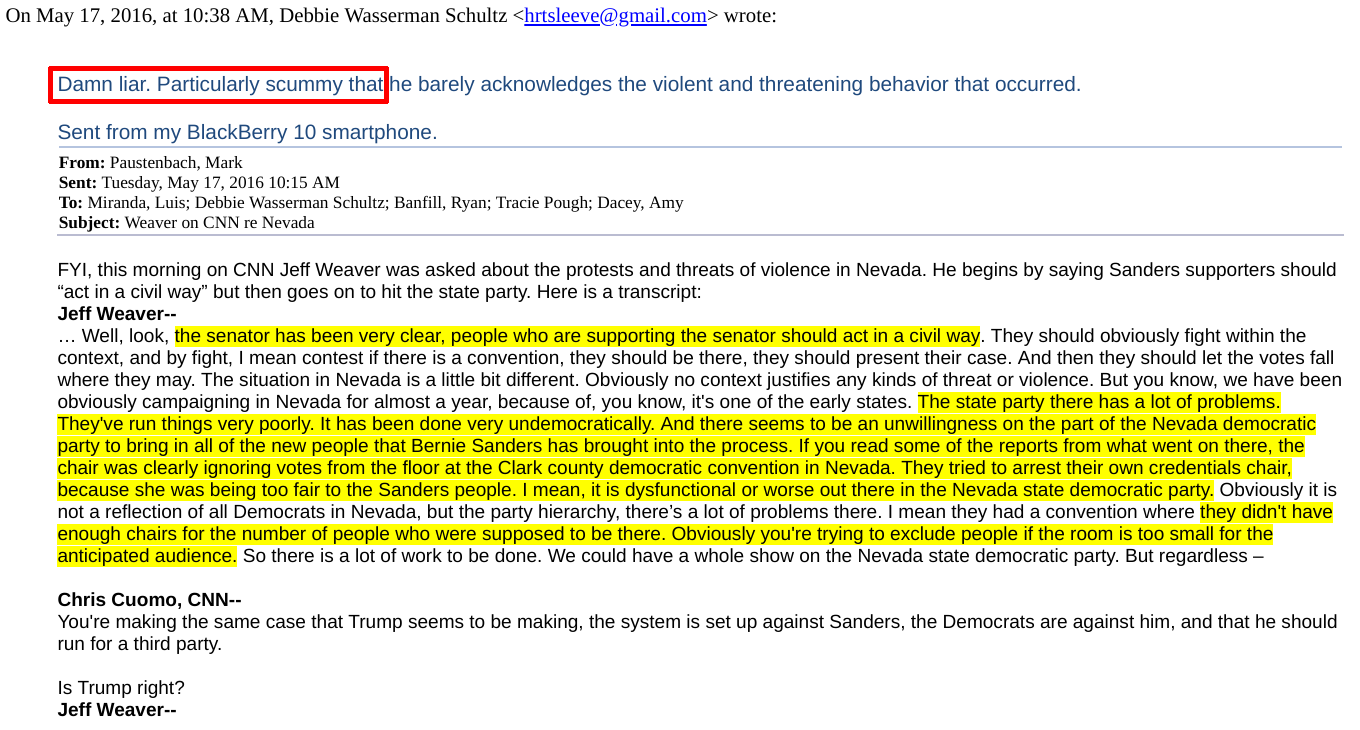 On May 17, 2016, at 10:38 AM, Debbie Wasserman Schultz <hrtsleeve@gmail.com> wrote:
Damn liar. Particularly scummy that he barely acknowledges the violent and threatening behavior that occurred.
Sent from my BlackBerry 10 smartphone.
From: Paustenbach, Mark
Sent: Tuesday, May 17, 2016 10:15 AM
To: Miranda, Luis; Debbie Wasserman Schultz; Banfill, Ryan; Tracie Pough; Dacey, Amy
Subject: Weaver on CNN re Nevada
FYI, this morning on CNN Jeff Weaver was asked about the protests and threats of violence in Nevada. He begins by saying Sanders supporters should
“act in a civil way” but then goes on to hit the state party. Here is a transcript:
Jeff Weaver--
… Well, look, the senator has been very clear, people who are supporting the senator should act in a civil way. They should obviously fight within the
context, and by fight, I mean contest if there is a convention, they should be there, they should present their case. And then they should let the votes fall
where they may. The situation in Nevada is a little bit different. Obviously no context justifies any kinds of threat or violence. But you know, we have been
obviously campaigning in Nevada for almost a year, because of, you know, it's one of the early states. The state party there has a lot of problems.
They've run things very poorly. It has been done very undemocratically. And there seems to be an unwillingness on the part of the Nevada democratic
party to bring in all of the new people that Bernie Sanders has brought into the process. If you read some of the reports from what went on there, the
chair was clearly ignoring votes from the floor at the Clark county democratic convention in Nevada. They tried to arrest their own credentials chair,
because she was being too fair to the Sanders people. I mean, it is dysfunctional or worse out there in the Nevada state democratic party. Obviously it is
not a reflection of all Democrats in Nevada, but the party hierarchy, there’s a lot of problems there. I mean they had a convention where they didn't have
enough chairs for the number of people who were supposed to be there. Obviously you're trying to exclude people if the room is too small for the
anticipated audience. So there is a lot of work to be done. We could have a whole show on the Nevada state democratic party. But regardless –
Chris Cuomo, CNN--
You're making the same case that Trump seems to be making, the system is set up against Sanders, the Democrats are against him, and that he should
run for a third party.
Is Trump right?
Jeff Weaver--